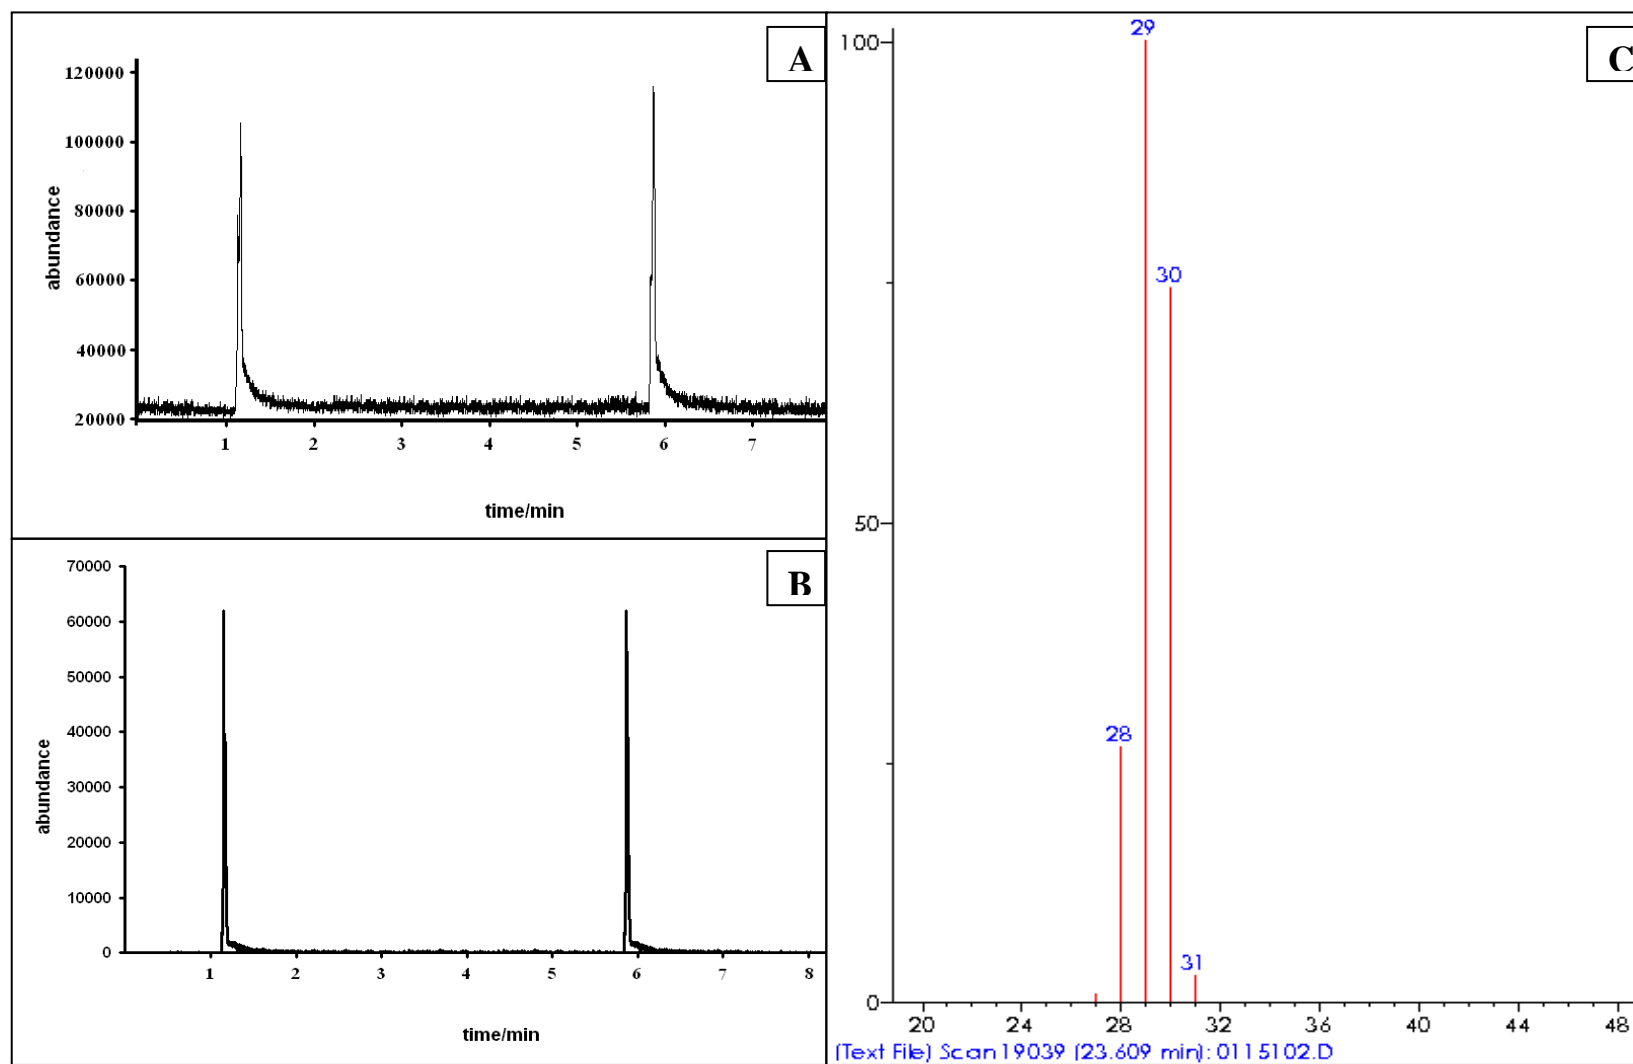 A
120000
100000
80000
60000
40000
20000
abundance
1 2 3 4 5 6 7
time/min
B
70000
60000
50000
40000
30000
20000
10000
0
abundance
1 2 3 4 5 6 7 8
time/min
C
100
50
0
29
30
28
31
20 24 28 32 36 40 44 48
(Text File) Scan 19039 (23.609 min): 0115102.D